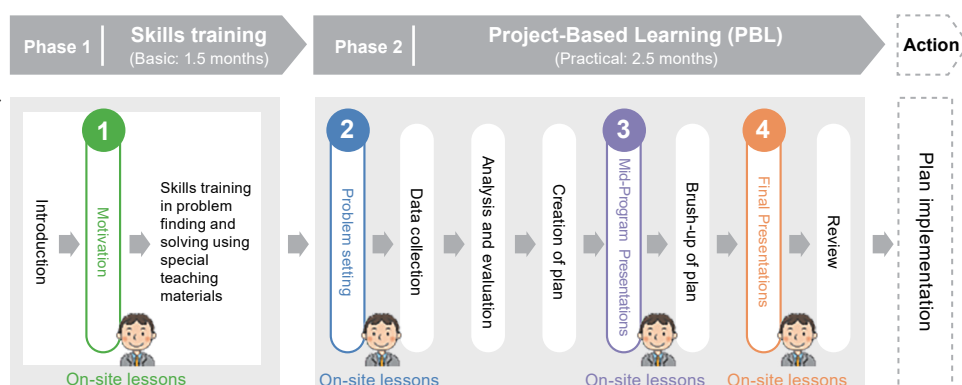 Phase 1
Skills training
(Basic: 1.5 months)
Phase 2
Project-Based Learning (PBL)
(Practical: 2.5 months)
Action
Introduction
1
Motivation
Skills training
in problem
finding and
solving using
special
teaching
materials
On-site lessons
2
Problem setting
On-site lessons
Data collection
Analysis and evaluation
Creation of plan
3
Mid-Program Presentations
On-site lessons
Brush-up of plan
4
Final Presentations
On-site lessons
Review
Plan implementation